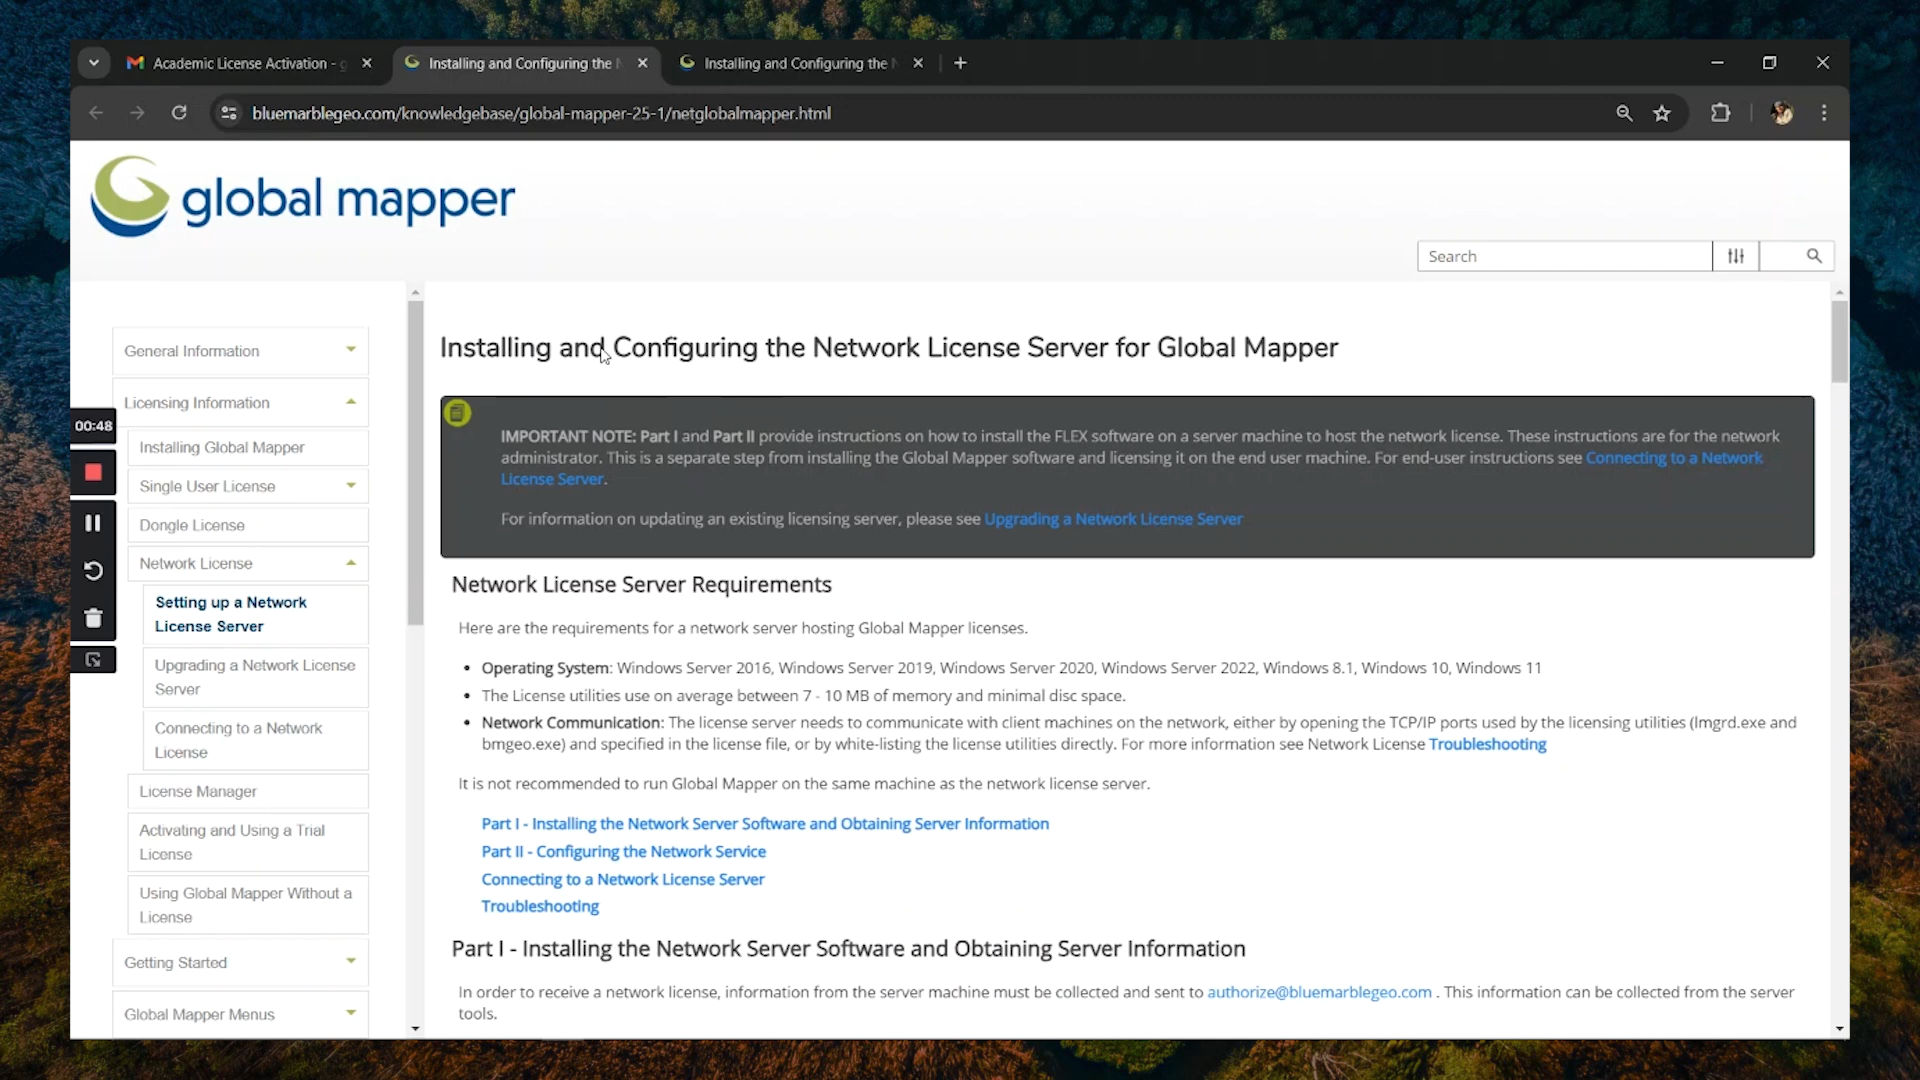 Academic License Activation - g
Installing and Configuring the N
Installing and Configuring the N
bluemarblegeo.com/knowledgebase/global-mapper-25-1/netglobalmapper.html
global mapper
Search
General Information
Licensing Information
Installing Global Mapper
Single User License
Dongle License
Network License
Setting up a Network
License Server
Upgrading a Network License
Server
Connecting to a Network
License
License Manager
Activating and Using a Trial
License
Using Global Mapper Without a
License
Getting Started
Global Mapper Menus
00:48
Installing and Configuring the Network License Server for Global Mapper
IMPORTANT NOTE: Part I and Part II provide instructions on how to install the FLEX software on a server machine to host the network license. These instructions are for the network
administrator. This is a separate step from installing the Global Mapper software and licensing it on the end user machine. For end-user instructions see Connecting to a Network
License Server.
For information on updating an existing licensing server, please see Upgrading a Network License Server
Network License Server Requirements
Here are the requirements for a network server hosting Global Mapper licenses.
• Operating System: Windows Server 2016, Windows Server 2019, Windows Server 2020, Windows Server 2022, Windows 8.1, Windows 10, Windows 11
• The License utilities use on average between 7 - 10 MB of memory and minimal disc space.
• Network Communication: The license server needs to communicate with client machines on the network, either by opening the TCP/IP ports used by the licensing utilities (lmgrd.exe and
bmgeo.exe) and specified in the license file, or by white-listing the license utilities directly. For more information see Network License Troubleshooting
It is not recommended to run Global Mapper on the same machine as the network license server.
Part I - Installing the Network Server Software and Obtaining Server Information
Part II - Configuring the Network Service
Connecting to a Network License Server
Troubleshooting
Part I - Installing the Network Server Software and Obtaining Server Information
In order to receive a network license, information from the server machine must be collected and sent to authorize@bluemarblegeo.com . This information can be collected from the server
tools.